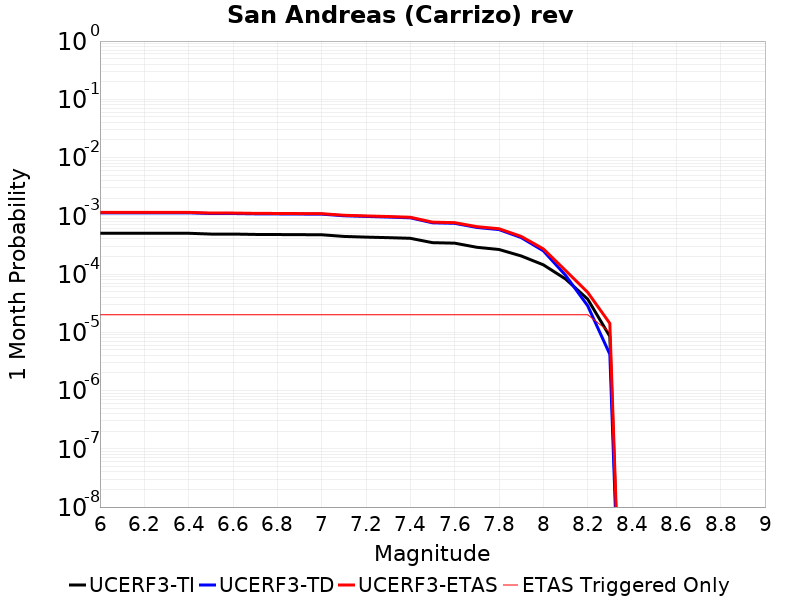 San Andreas (Carrizo) rev
1 Month Probability
10^0
10^-1
10^-2
10^-3
10^-4
10^-5
10^-6
10^-7
10^-8
6 6.2 6.4 6.6 6.8 7 7.2 7.4 7.6 7.8 8 8.2 8.4 8.6 8.8 9
Magnitude
UCERF3-TI UCERF3-TD UCERF3-ETAS ETAS Triggered Only